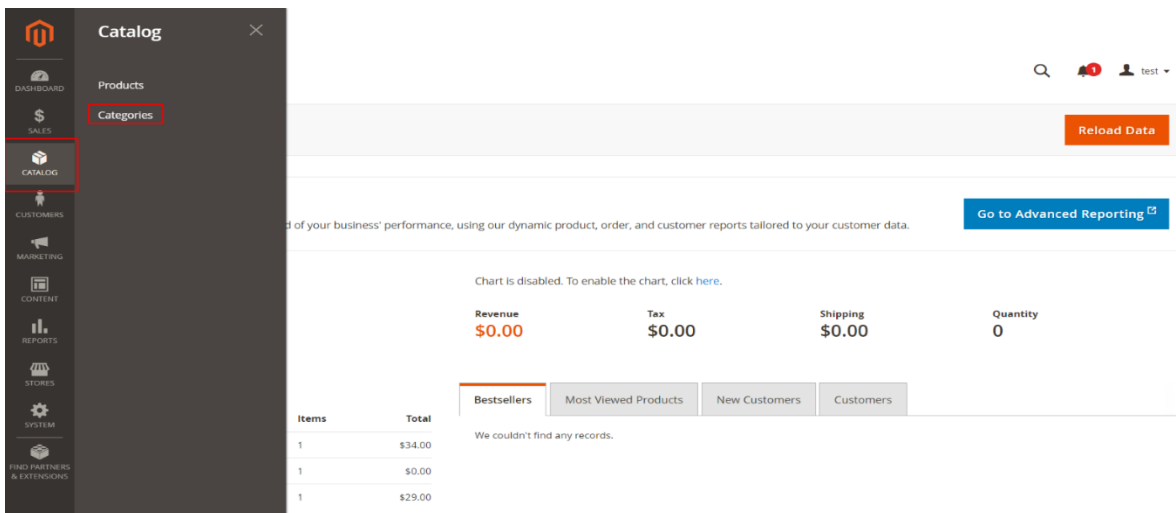 Catalog
Products
Categories
DASHBOARD
SALES
CATALOG
CUSTOMERS
MARKETING
CONTENT
REPORTS
STORES
SYSTEM
FIND PARTNERS
& EXTENSIONS
1
test
Reload Data
d of your business' performance, using our dynamic product, order, and customer reports tailored to your customer data.
Go to Advanced Reporting
Chart is disabled. To enable the chart, click here.
Revenue Tax Shipping Quantity
$0.00 $0.00 $0.00 0
Bestsellers Most Viewed Products New Customers Customers
We couldn't find any records.
Items Total
1 $34.00
1 $0.00
1 $29.00